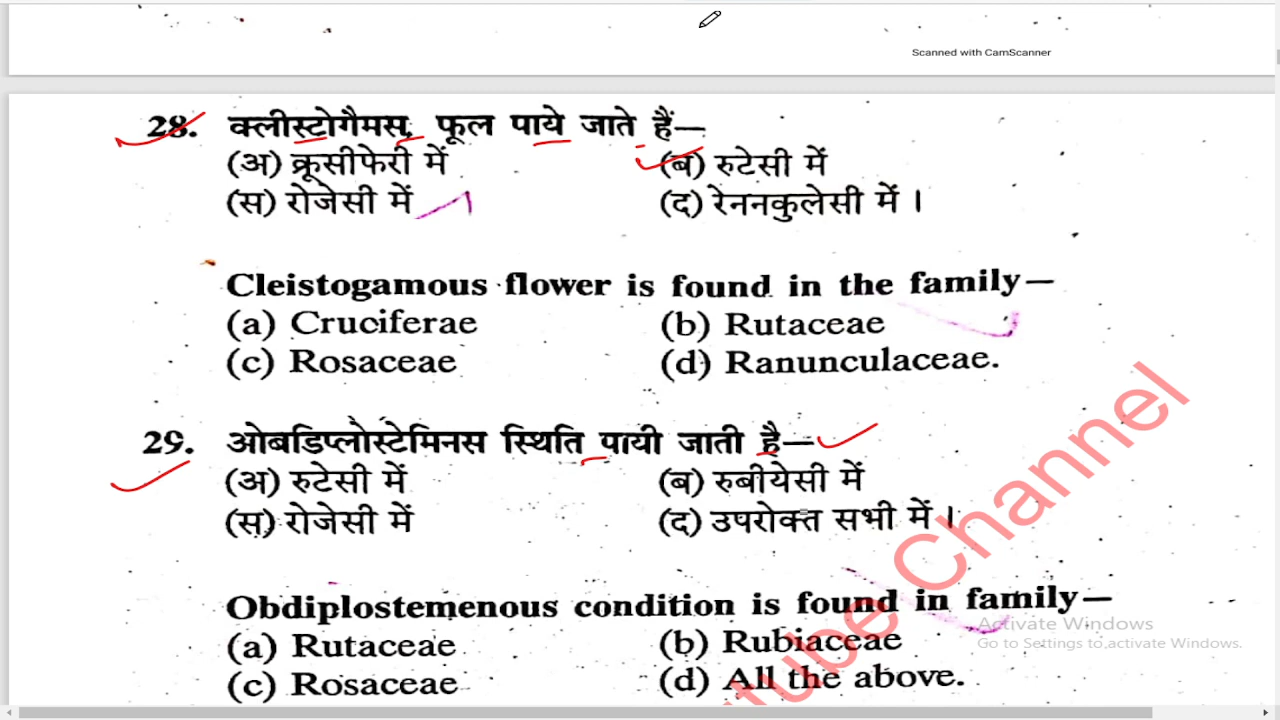 Scanned with CamScanner
28. क्लीस्टोगैमस फूल पाये जाते हैं—
(अ) क्रूसीफेरी में (ब) रुटेसी में
(स) रोजेसी में (द) रेननकुलेसी में।
Cleistogamous flower is found in the family—
(a) Cruciferae (b) Rutaceae
(c) Rosaceae (d) Ranunculaceae.
29. ओबडिप्लोस्टेमिनस स्थिति पायी जाती है—
(अ) रुटेसी में (ब) रुबीयेसी में
(स) रोजेसी में (द) उपरोक्त सभी में।
Obdiplostemenous condition is found in family—
(a) Rutaceae (b) Rubiaceae
(c) Rosaceae (d) All the above.
Channel
Activate Windows
Go to Settings to activate Windows.